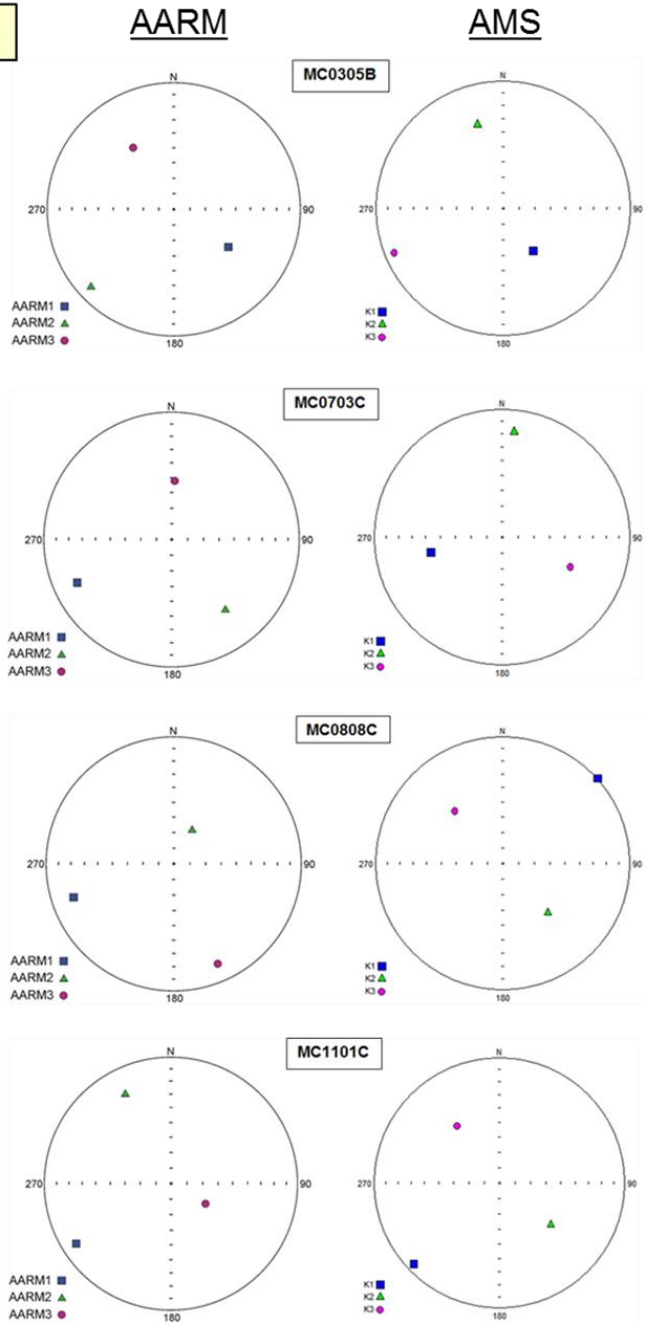 AARM AMS
MC0305B
N N
270 90 270 90
AARM1 K1
AARM2 K2
AARM3 K3
180 180
MC0703C
N N
270 90 270 90
AARM1 K1
AARM2 K2
AARM3 K3
180 180
MC0808C
N N
270 90 270 90
AARM1 K1
AARM2 K2
AARM3 K3
180 180
MC1101C
N N
270 90 270 90
AARM1 K1
AARM2 K2
AARM3 K3
180 180